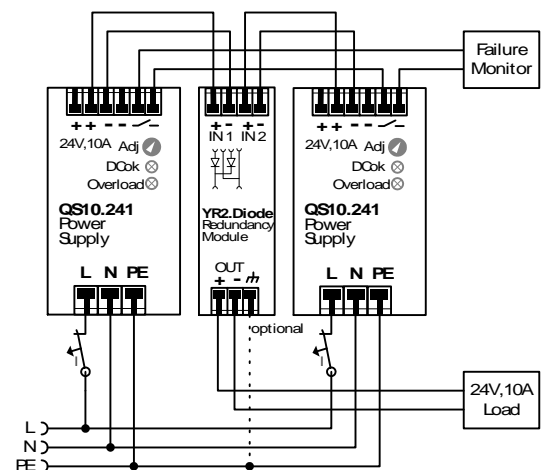 Failure
Monitor
+ + - -
24V,10A Adj
DCok
Overload
QS10.241
Power
Supply
L N PE
+ - + -
IN 1 IN 2
YR2.Diode
Redundancy
Module
OUT
+ -
optional
+ + - -
24V,10A Adj
DCok
Overload
QS10.241
Power
Supply
L N PE
I
I
24V,10A
Load
L
N
PE